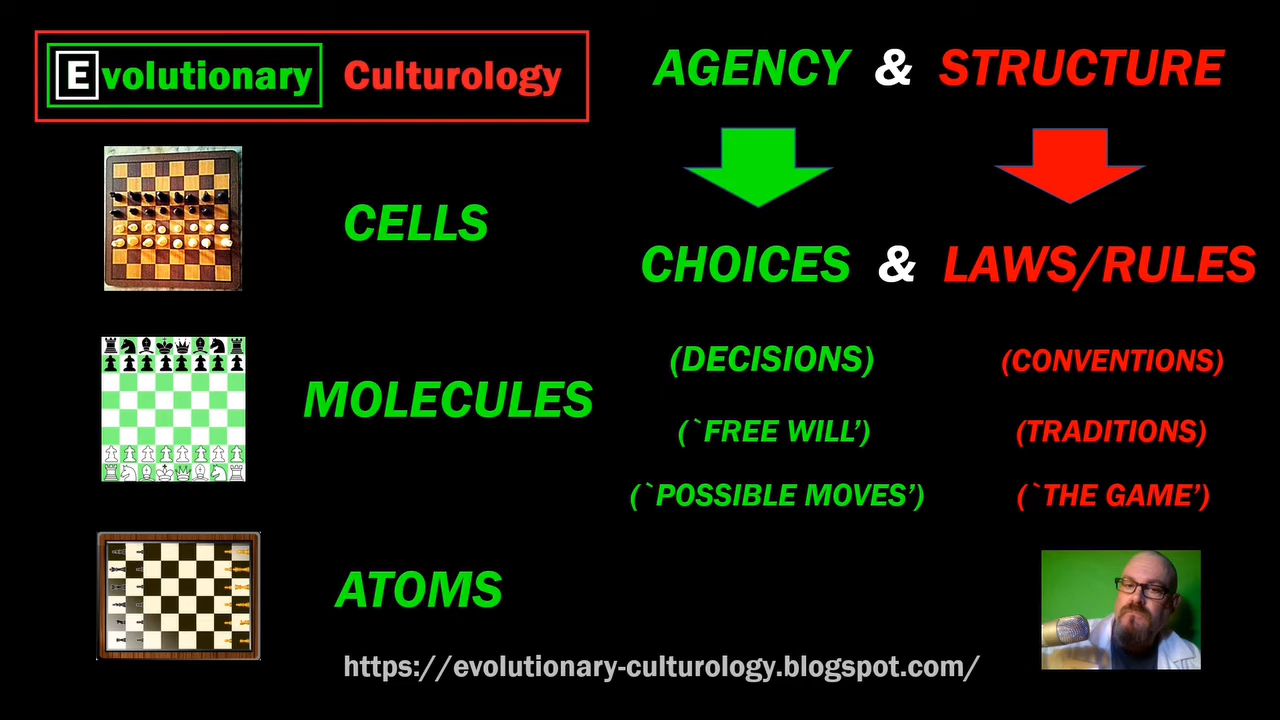 Evolutionary Culturology
AGENCY & STRUCTURE
CELLS
CHOICES & LAWS/RULES
(DECISIONS) (CONVENTIONS)
MOLECULES
(`FREE WILL’) (TRADITIONS)
(`POSSIBLE MOVES’) (`THE GAME’)
ATOMS
https://evolutionary-culturology.blogspot.com/